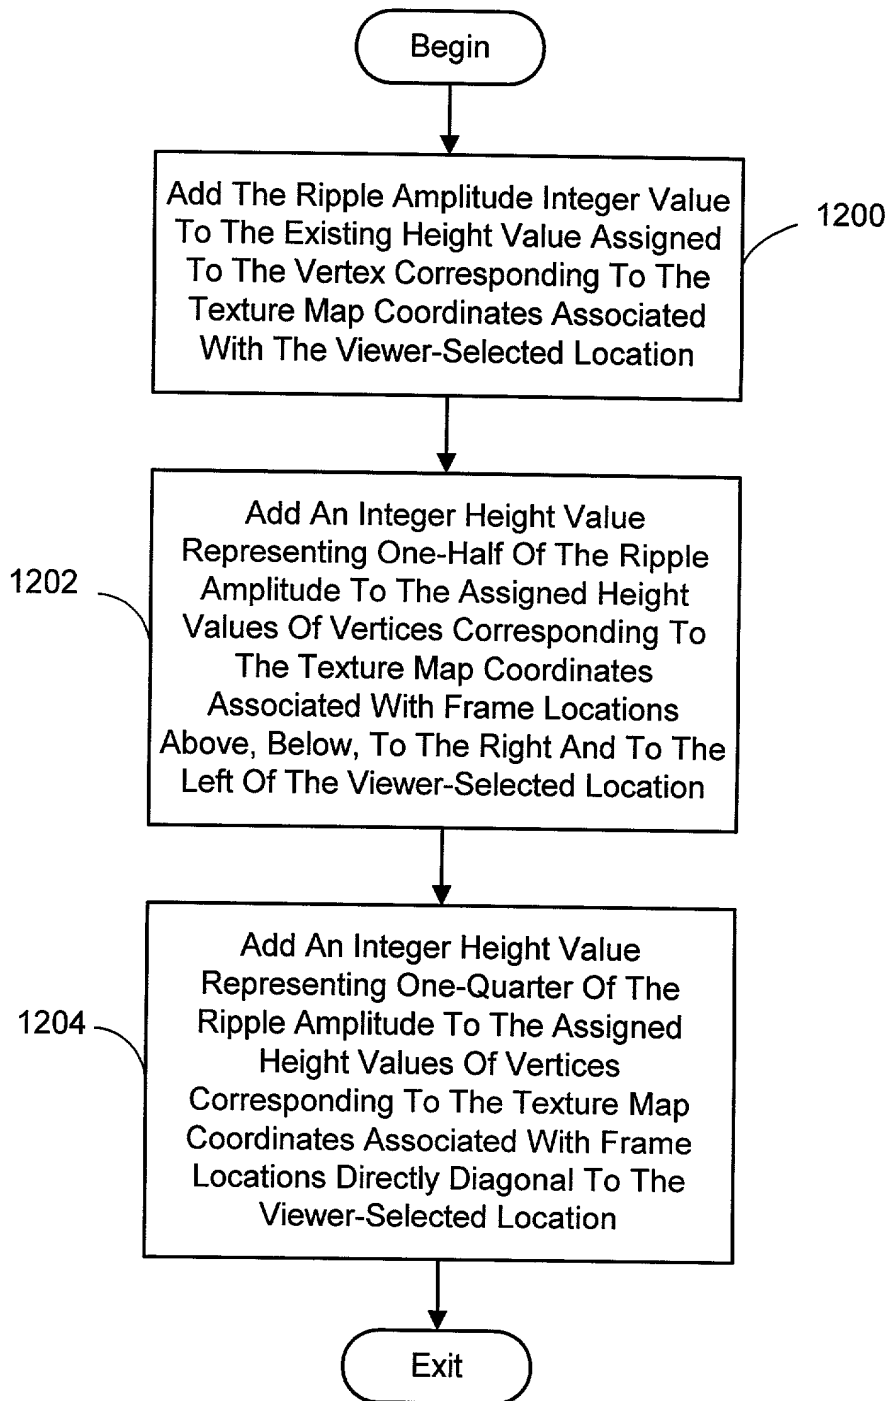 Begin
Add The Ripple Amplitude Integer Value
To The Existing Height Value Assigned
To The Vertex Corresponding To The
Texture Map Coordinates Associated
With The Viewer-Selected Location
1200
Add An Integer Height Value
Representing One-Half Of The Ripple
Amplitude To The Assigned Height
Values Of Vertices Corresponding To
The Texture Map Coordinates
Associated With Frame Locations
Above, Below, To The Right And To The
Left Of The Viewer-Selected Location
1202
Add An Integer Height Value
Representing One-Quarter Of The
Ripple Amplitude To The Assigned
Height Values Of Vertices
Corresponding To The Texture Map
Coordinates Associated With Frame
Locations Directly Diagonal To The
Viewer-Selected Location
1204
Exit